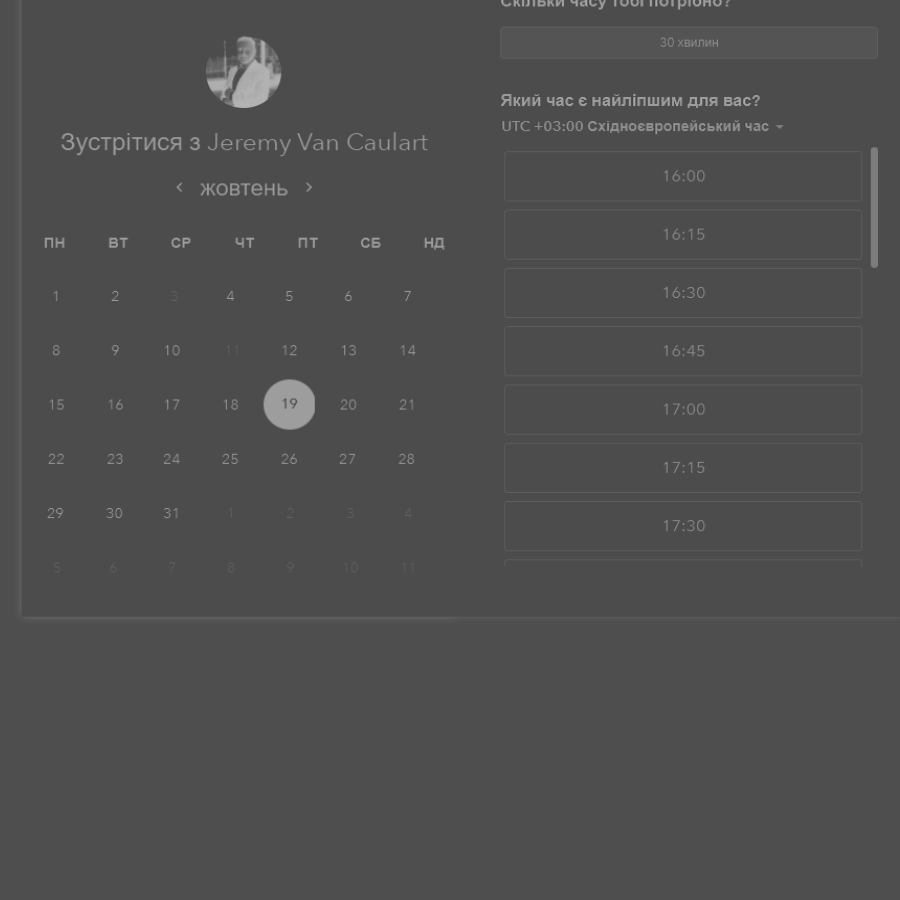 Зустрітися з Jeremy Van Caulart
жовтень
ПН ВТ СР ЧТ ПТ СБ НД
1 2 3 4 5 6 7
8 9 10 11 12 13 14
15 16 17 18 19 20 21
22 23 24 25 26 27 28
29 30 31 1 2 3 4
5 6 7 8 9 10 11
Скільки часу тобі потрібно?
30 хвилин
Який час є найліпшим для вас?
UTC +03:00 Східноєвропейський час
16:00
16:15
16:30
16:45
17:00
17:15
17:30